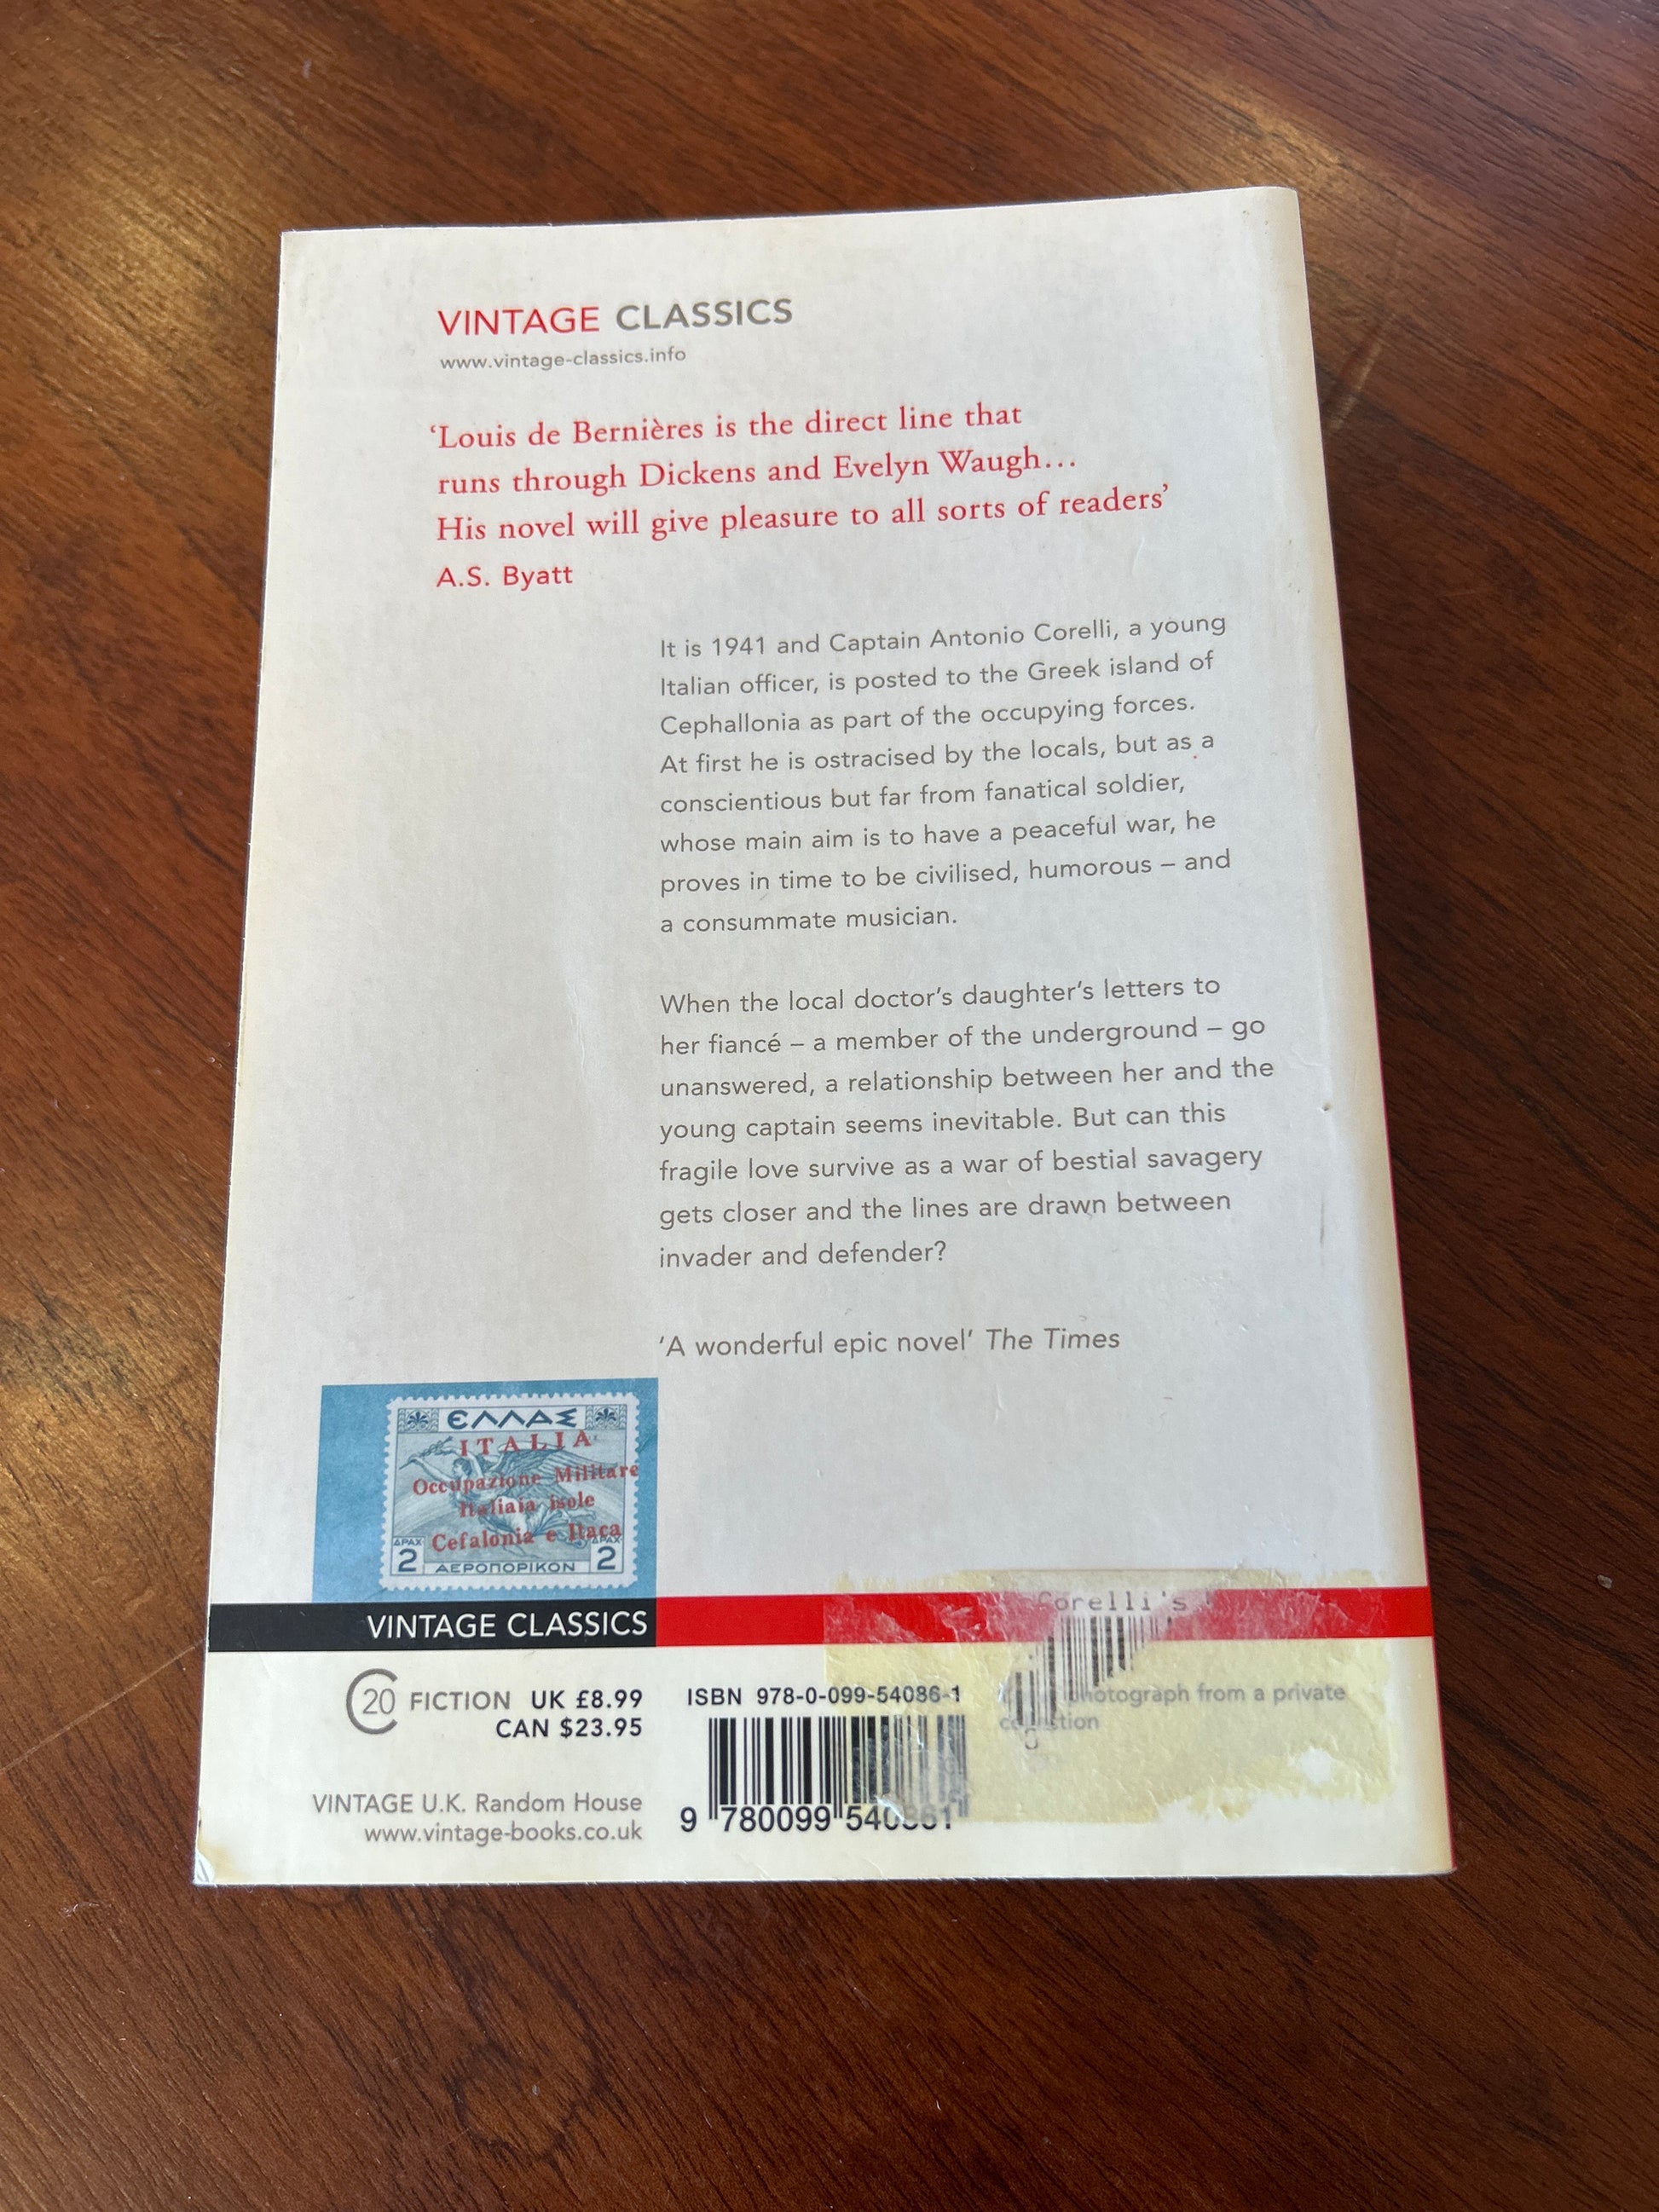 VINTAGE CLASSICS
www.vintage-classics.info
‘Louis de Bernières is the direct line that
runs through Dickens and Evelyn Waugh...
His novel will give pleasure to all sorts of readers’
A.S. Byatt
It is 1941 and Captain Antonio Corelli, a young
Italian officer, is posted to the Greek island of
Cephallonia as part of the occupying forces.
At first he is ostracised by the locals, but as a
conscientious but far from fanatical soldier,
whose main aim is to have a peaceful war, he
proves in time to be civilised, humorous – and
a consummate musician.
When the local doctor’s daughter’s letters to
her fiancé – a member of the underground – go
unanswered, a relationship between her and the
young captain seems inevitable. But can this
fragile love survive as a war of bestial savagery
gets closer and the lines are drawn between
invader and defender?
‘A wonderful epic novel’ The Times
ΕΛΛΑΣ
ITALIA
Occupazione Militare
Italiaia isole
Cefalonia e Itaca
ΔΡΑΧ ΔΡΑΧ
2 ΑΕΡΟΠΟΡΙΚΟΝ 2
VINTAGE CLASSICS
Corelli's
C20 FICTION UK £8.99
CAN $23.95
VINTAGE U.K. Random House
www.vintage-books.co.uk
ISBN 978-0-099-54086-1
9 780099 540861
photograph from a private